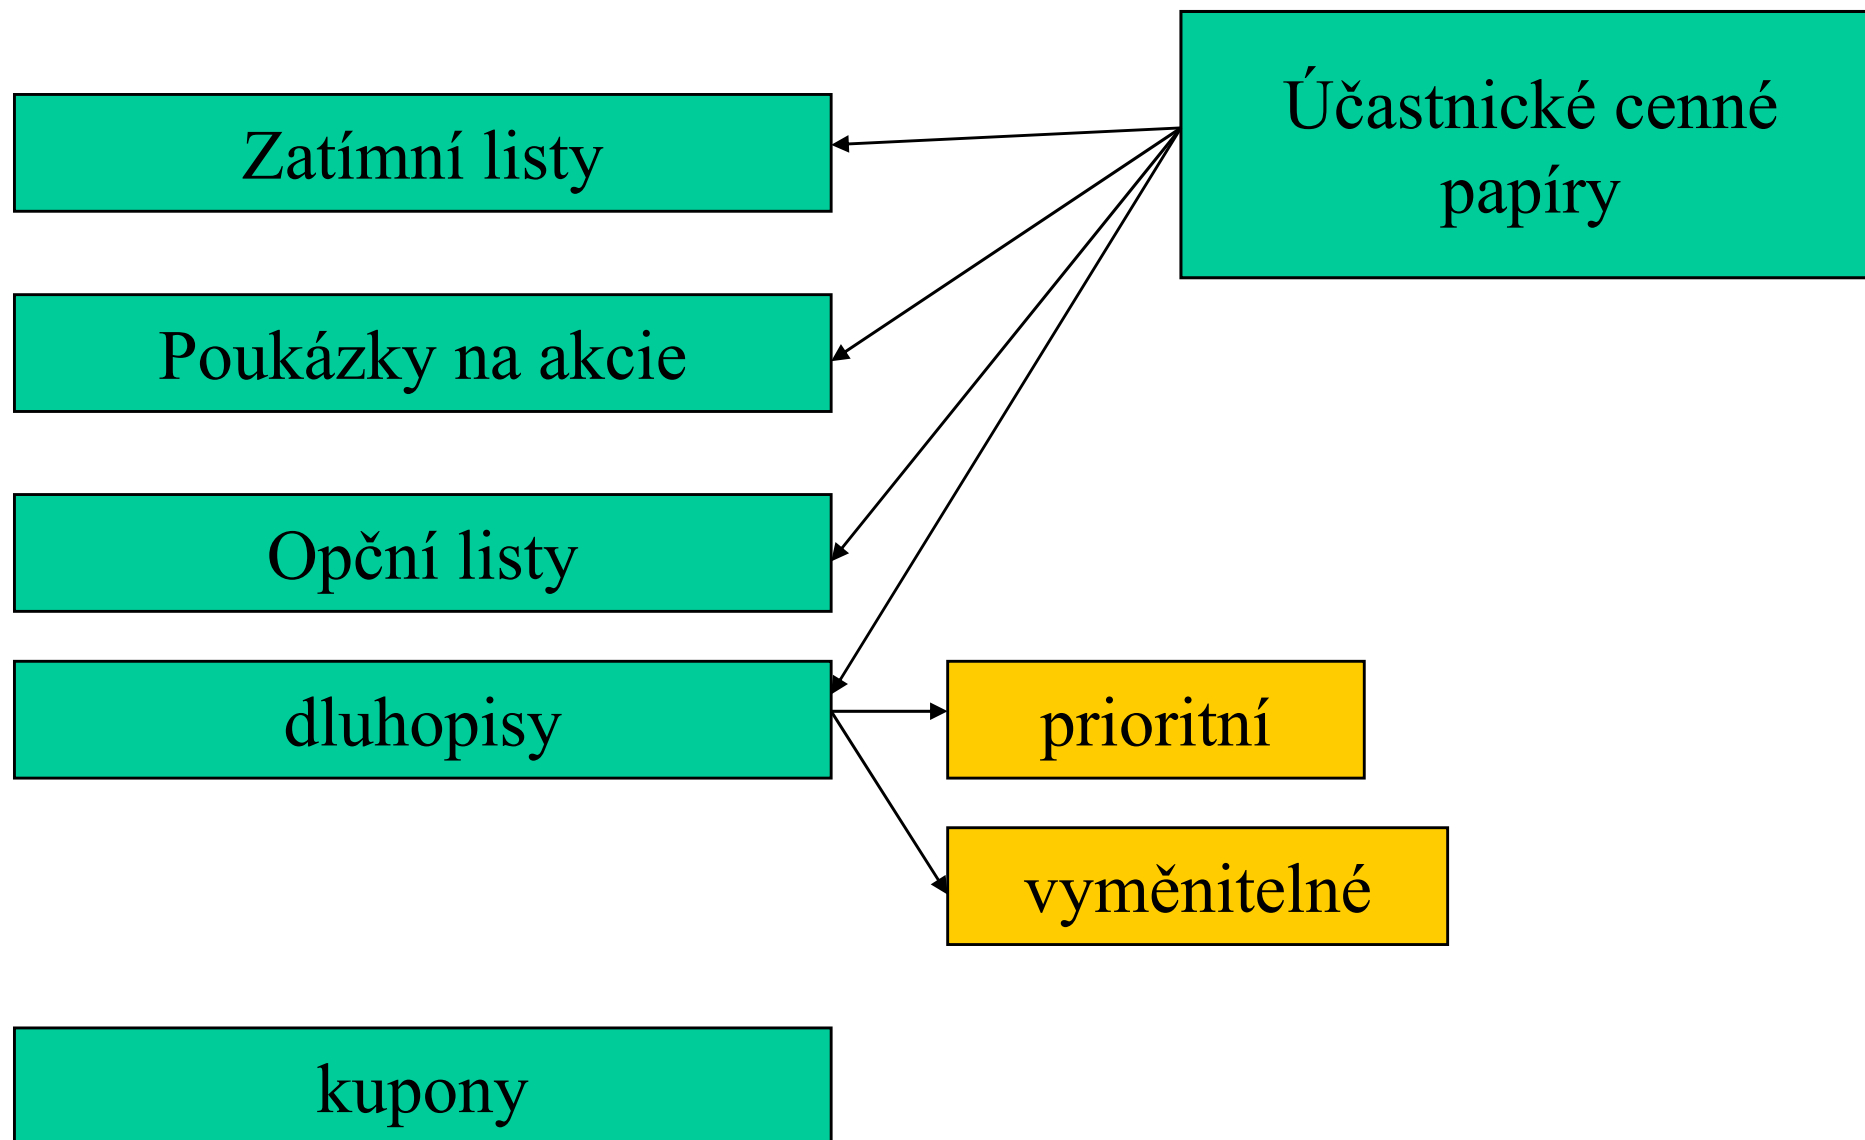 Účastnické cenné
papíry
Zatímní listy
Poukázky na akcie
Opční listy
dluhopisy
prioritní
vyměnitelné
kupony